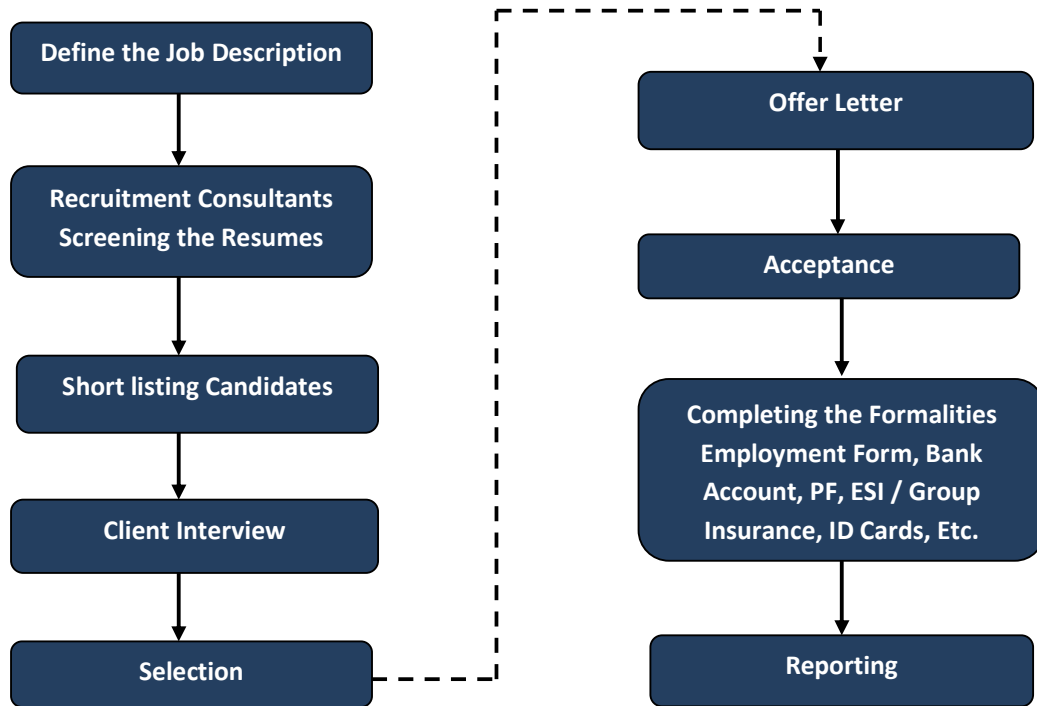 Define the Job Description
Recruitment Consultants
Screening the Resumes
Short listing Candidates
Client Interview
Selection
Offer Letter
Acceptance
Completing the Formalities
Employment Form, Bank
Account, PF, ESI / Group
Insurance, ID Cards, Etc.
Reporting